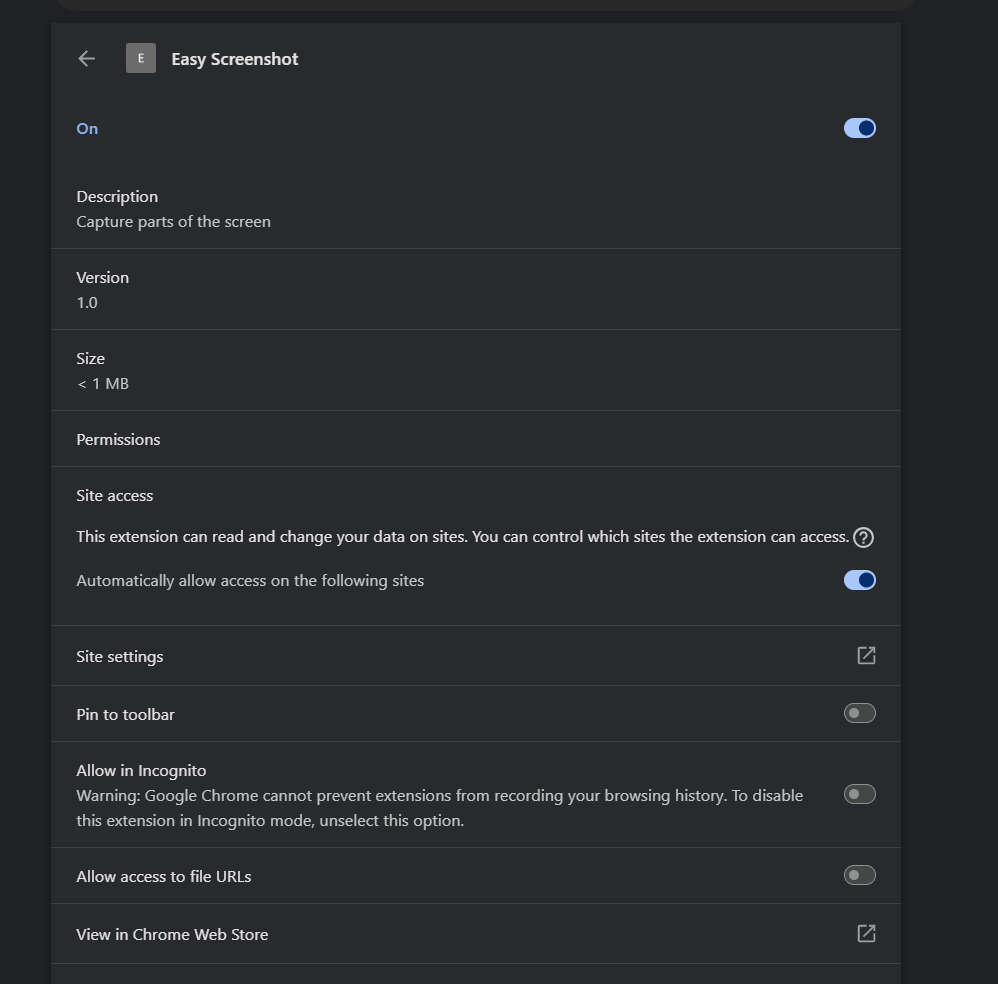 E
Easy Screenshot
On
Description
Capture parts of the screen
Version
1.0
Size
< 1 MB
Permissions
Site access
This extension can read and change your data on sites. You can control which sites the extension can access.
Automatically allow access on the following sites
Site settings
Pin to toolbar
Allow in Incognito
Warning: Google Chrome cannot prevent extensions from recording your browsing history. To disable
this extension in Incognito mode, unselect this option.
Allow access to file URLs
View in Chrome Web Store